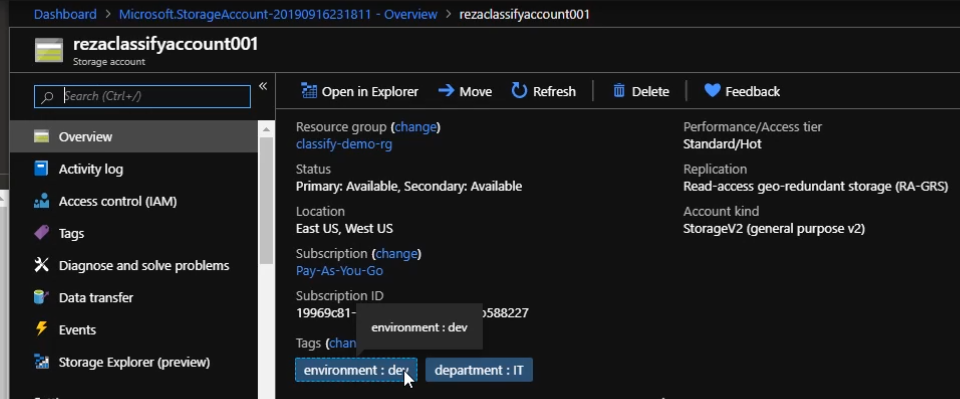 Dashboard > Microsoft.StorageAccount-20190916231811 - Overview > rezaclassifyaccount001
rezaclassifyaccount001
Storage account
Search (Ctrl+/)
«
Overview
Activity log
Access control (IAM)
Tags
Diagnose and solve problems
Data transfer
Events
Storage Explorer (preview)
Open in Explorer Move Refresh Delete Feedback
Resource group (change)
classify-demo-rg
Status
Primary: Available, Secondary: Available
Location
East US, West US
Subscription (change)
Pay-As-You-Go
Subscription ID
19969c81- b588227
environment : dev
Tags (chan
environment : dev department : IT
Performance/Access tier
Standard/Hot
Replication
Read-access geo-redundant storage (RA-GRS)
Account kind
StorageV2 (general purpose v2)